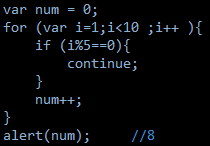 var num = 0;
for (var i=1;i<10 ;i++ ){
    if (i%5==0){
        continue;
    }
    num++;
}
alert(num);     //8